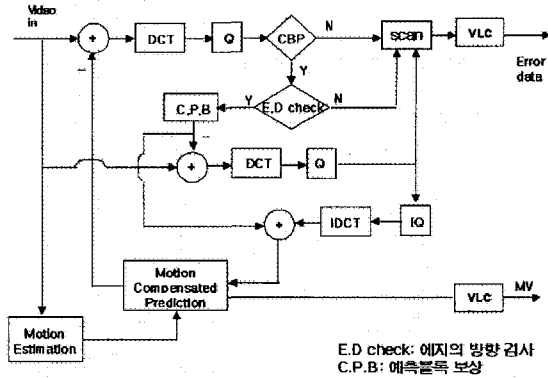 Video in
+
DCT
Q
CBP
N
scan
VLC
Error data
-
Y
C,P,B
Y
E,D check
N
-
+
DCT
Q
+
IDCT
IQ
Motion Compensated Prediction
VLC
MV
Motion Estimation
E.D check: 에지의 방향 검사
C.P.B: 예측블록 보상